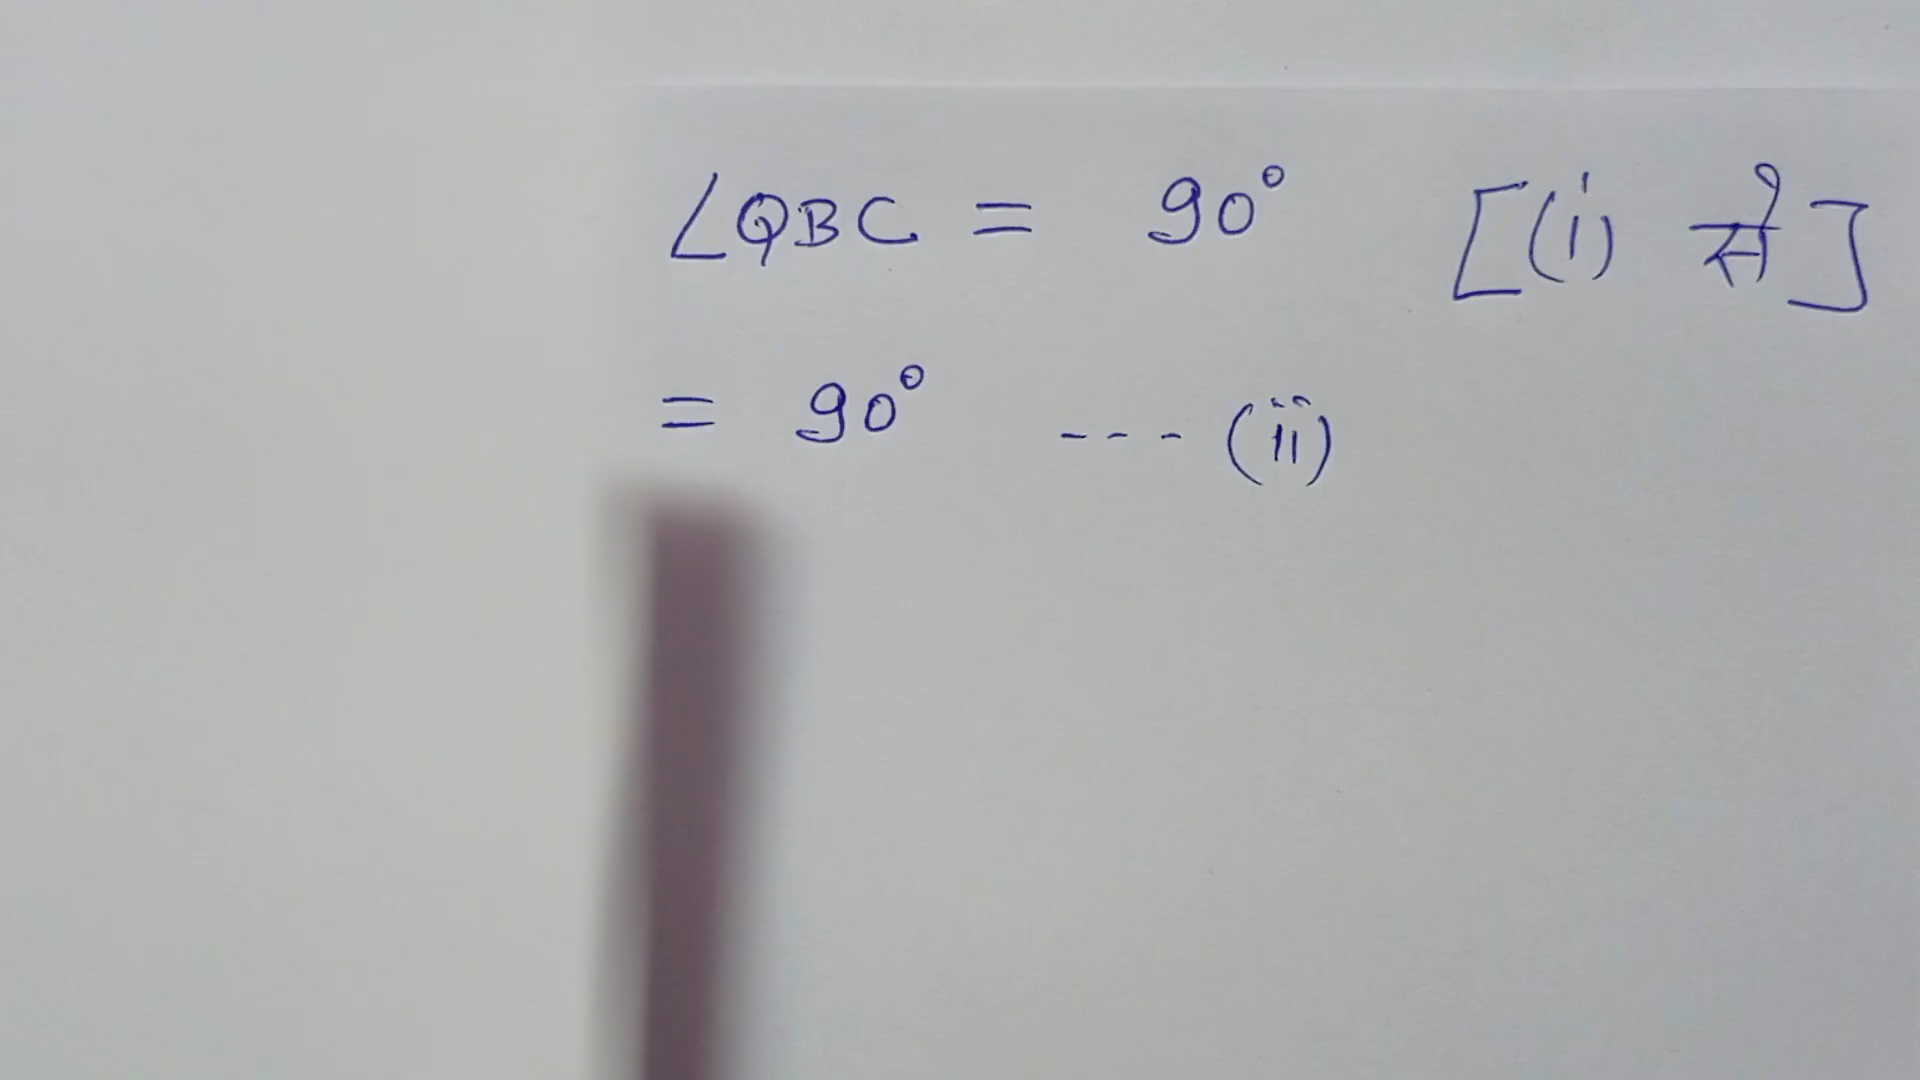 ∠QBC = 90° [(i) से]
= 90° ---(ii)